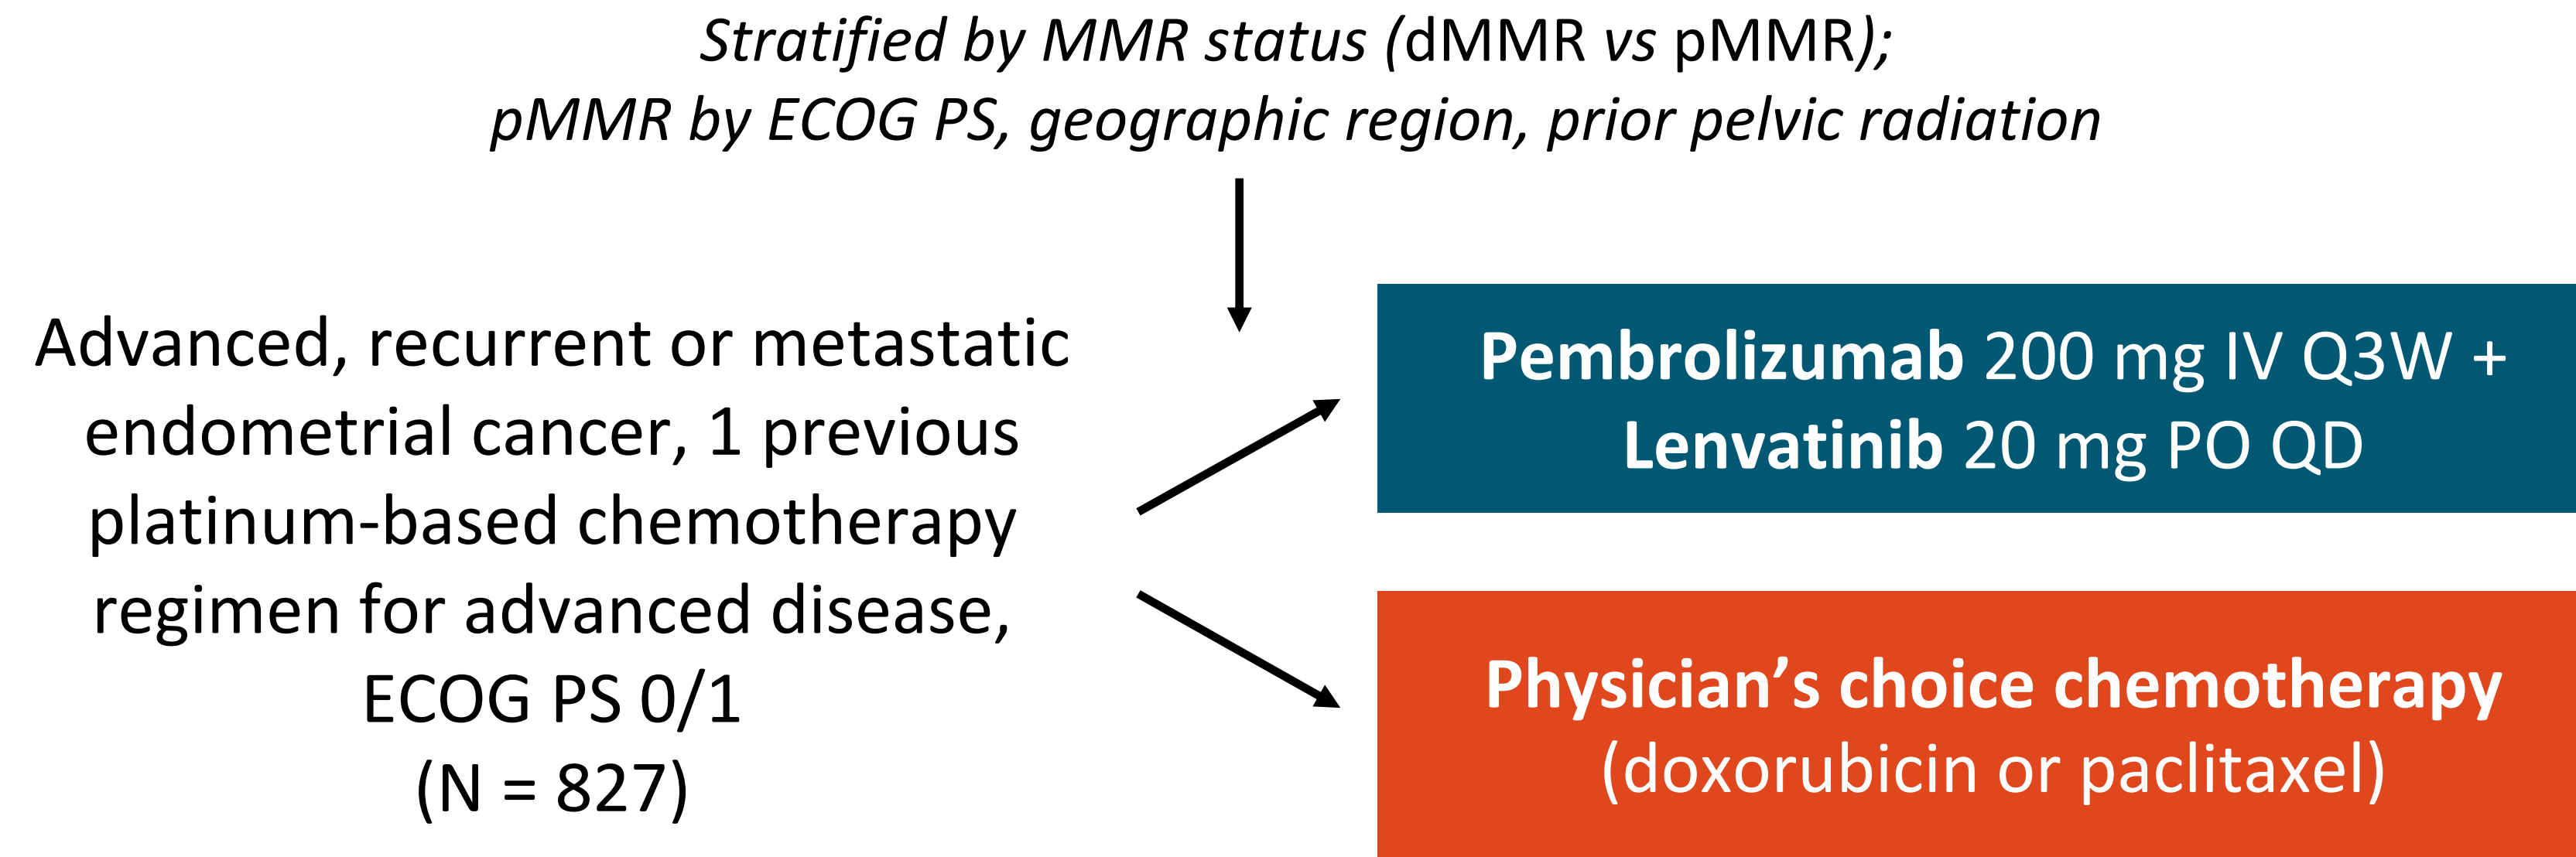 Stratified by MMR status (dMMR vs pMMR);
pMMR by ECOG PS, geographic region, prior pelvic radiation
Advanced, recurrent or metastatic
endometrial cancer, 1 previous
platinum-based chemotherapy
regimen for advanced disease,
ECOG PS 0/1
(N = 827)
Pembrolizumab 200 mg IV Q3W +
Lenvatinib 20 mg PO QD
Physician’s choice chemotherapy
(doxorubicin or paclitaxel)